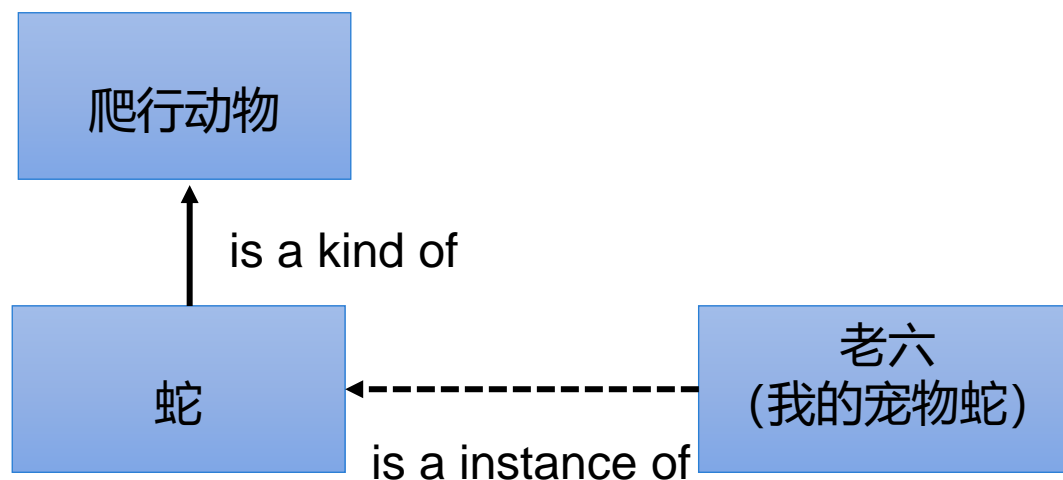 爬行动物
is a kind of
蛇
老六
（我的宠物蛇）
is a instance of